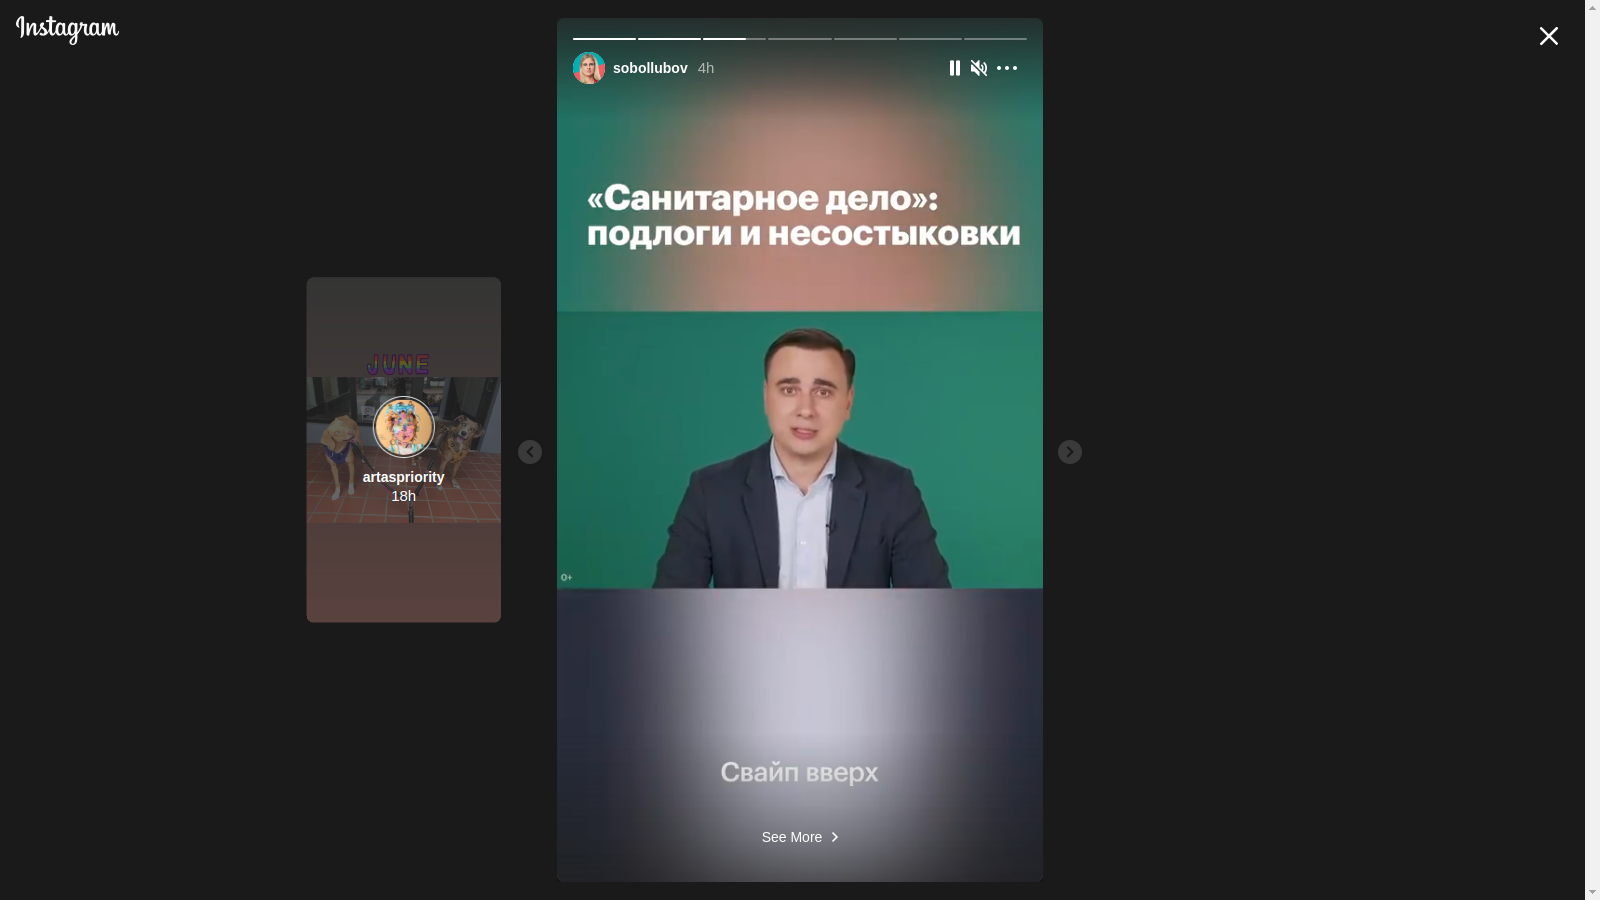 Instagram
sobollubov 4h
«Санитарное дело»:
подлоги и несостыковки
JUNE
artaspriority
18h
0+
Свайп вверх
See More